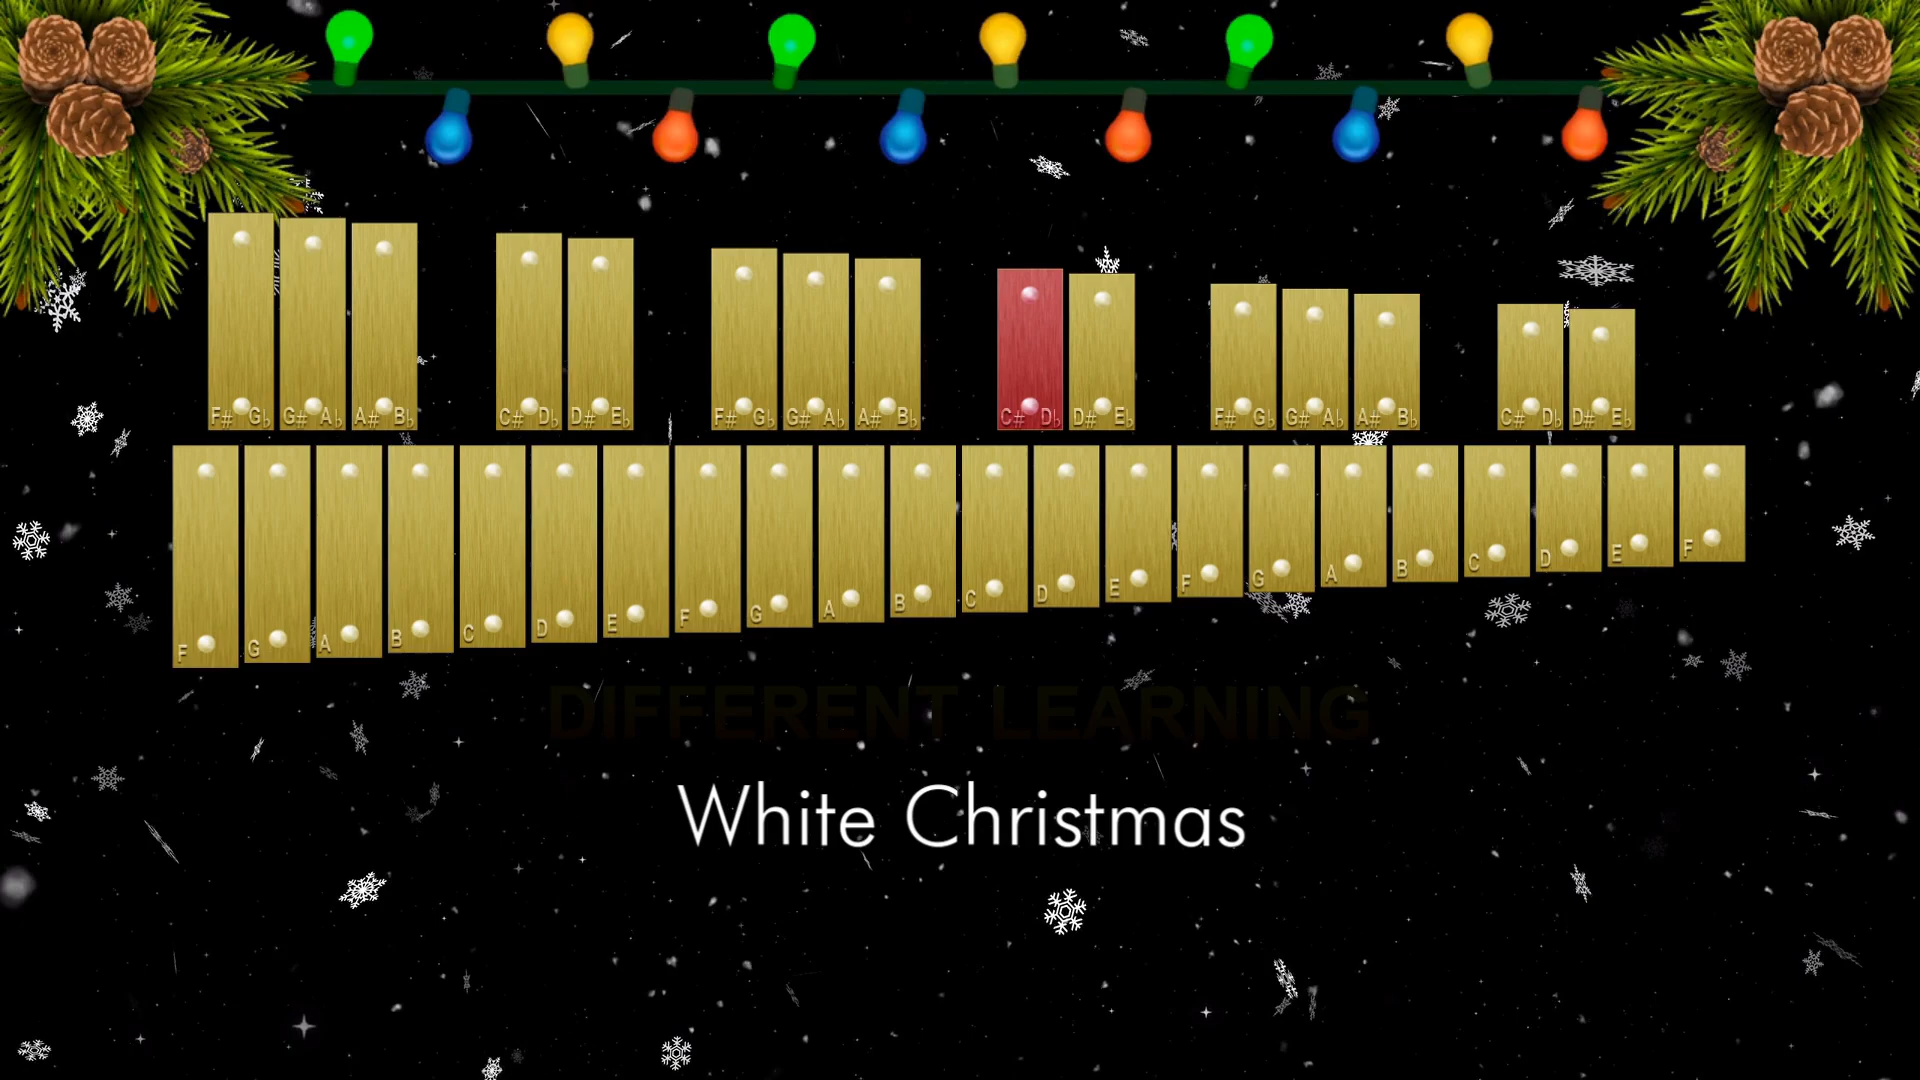 F# G♭ G# A♭ A# B♭ C# D♭ D# E♭ F# G♭ G# A♭ A# B♭ C# D♭ D# E♭ F# G♭ G# A♭ A# B♭ C# D♭ D# E♭
F G A B C D E F G A B C D E F G A B C D E F
DIFFERENT LEARNING
White Christmas